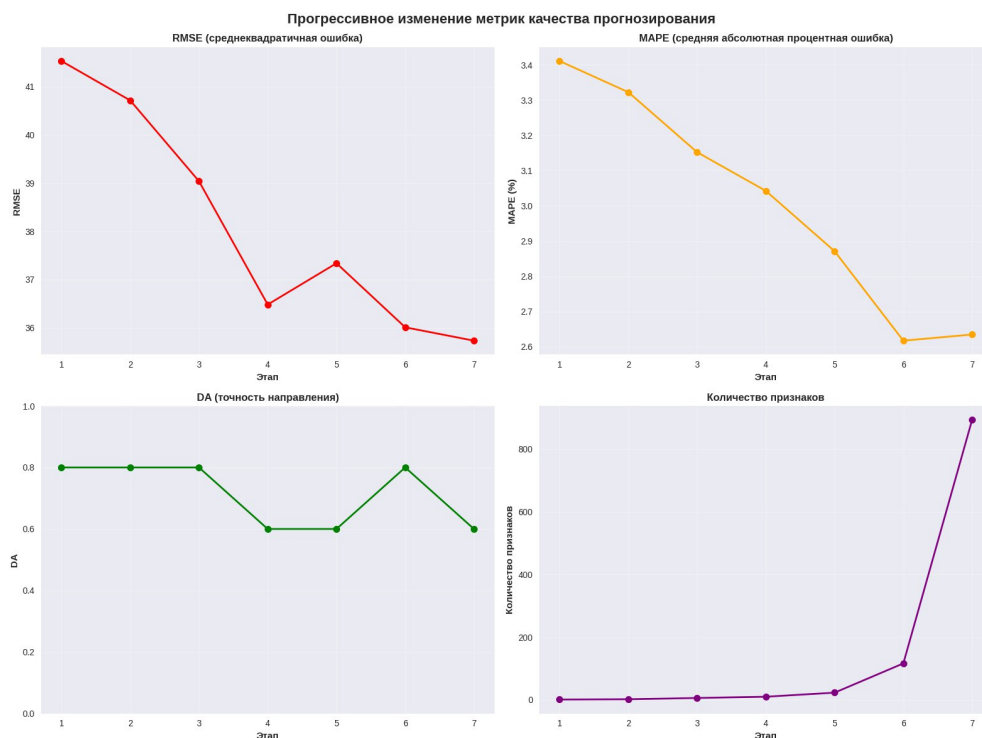 Прогрессивное изменение метрик качества прогнозирования
RMSE (среднеквадратичная ошибка)
RMSE
41
40
39
38
37
36
1 2 3 4 5 6 7
Этап
MAPE (средняя абсолютная процентная ошибка)
MAPE (%)
3.4
3.3
3.2
3.1
3.0
2.9
2.8
2.7
2.6
1 2 3 4 5 6 7
Этап
DA (точность направления)
DA
1.0
0.8
0.6
0.4
0.2
0.0
1 2 3 4 5 6 7
Этап
Количество признаков
Количество признаков
800
600
400
200
0
1 2 3 4 5 6 7
Этап